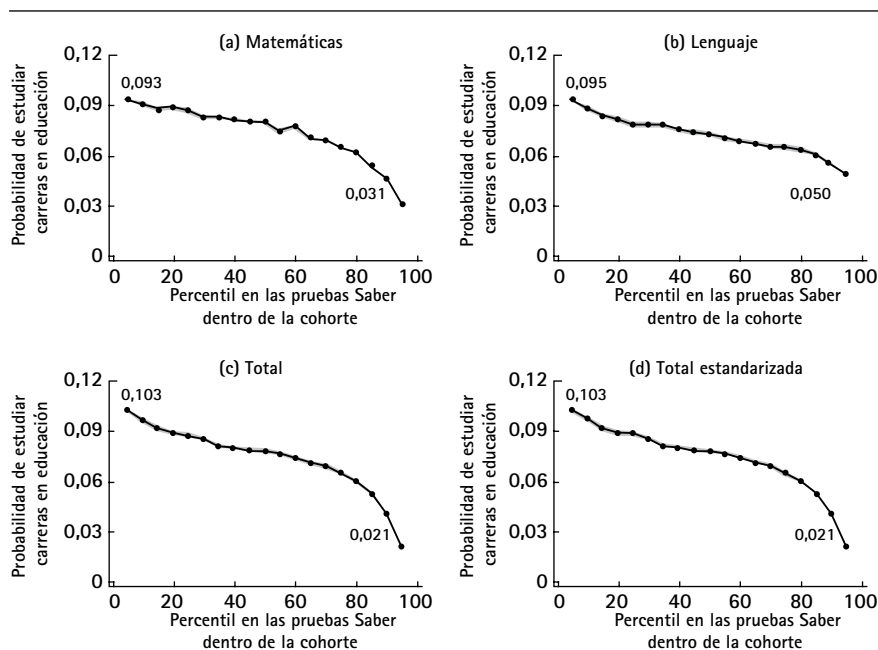 (a) Matemáticas
Probabilidad de estudiar
carreras en educación
0,12
0,09
0,06
0,03
0
0,093
0,031
0 20 40 60 80 100
Percentil en las pruebas Saber
dentro de la cohorte
(b) Lenguaje
Probabilidad de estudiar
carreras en educación
0,12
0,09
0,06
0,03
0
0,095
0,050
0 20 40 60 80 100
Percentil en las pruebas Saber
dentro de la cohorte
(c) Total
Probabilidad de estudiar
carreras en educación
0,12
0,09
0,06
0,03
0
0,103
0,021
0 20 40 60 80 100
Percentil en las pruebas Saber
dentro de la cohorte
(d) Total estandarizada
Probabilidad de estudiar
carreras en educación
0,12
0,09
0,06
0,03
0
0,103
0,021
0 20 40 60 80 100
Percentil en las pruebas Saber
dentro de la cohorte